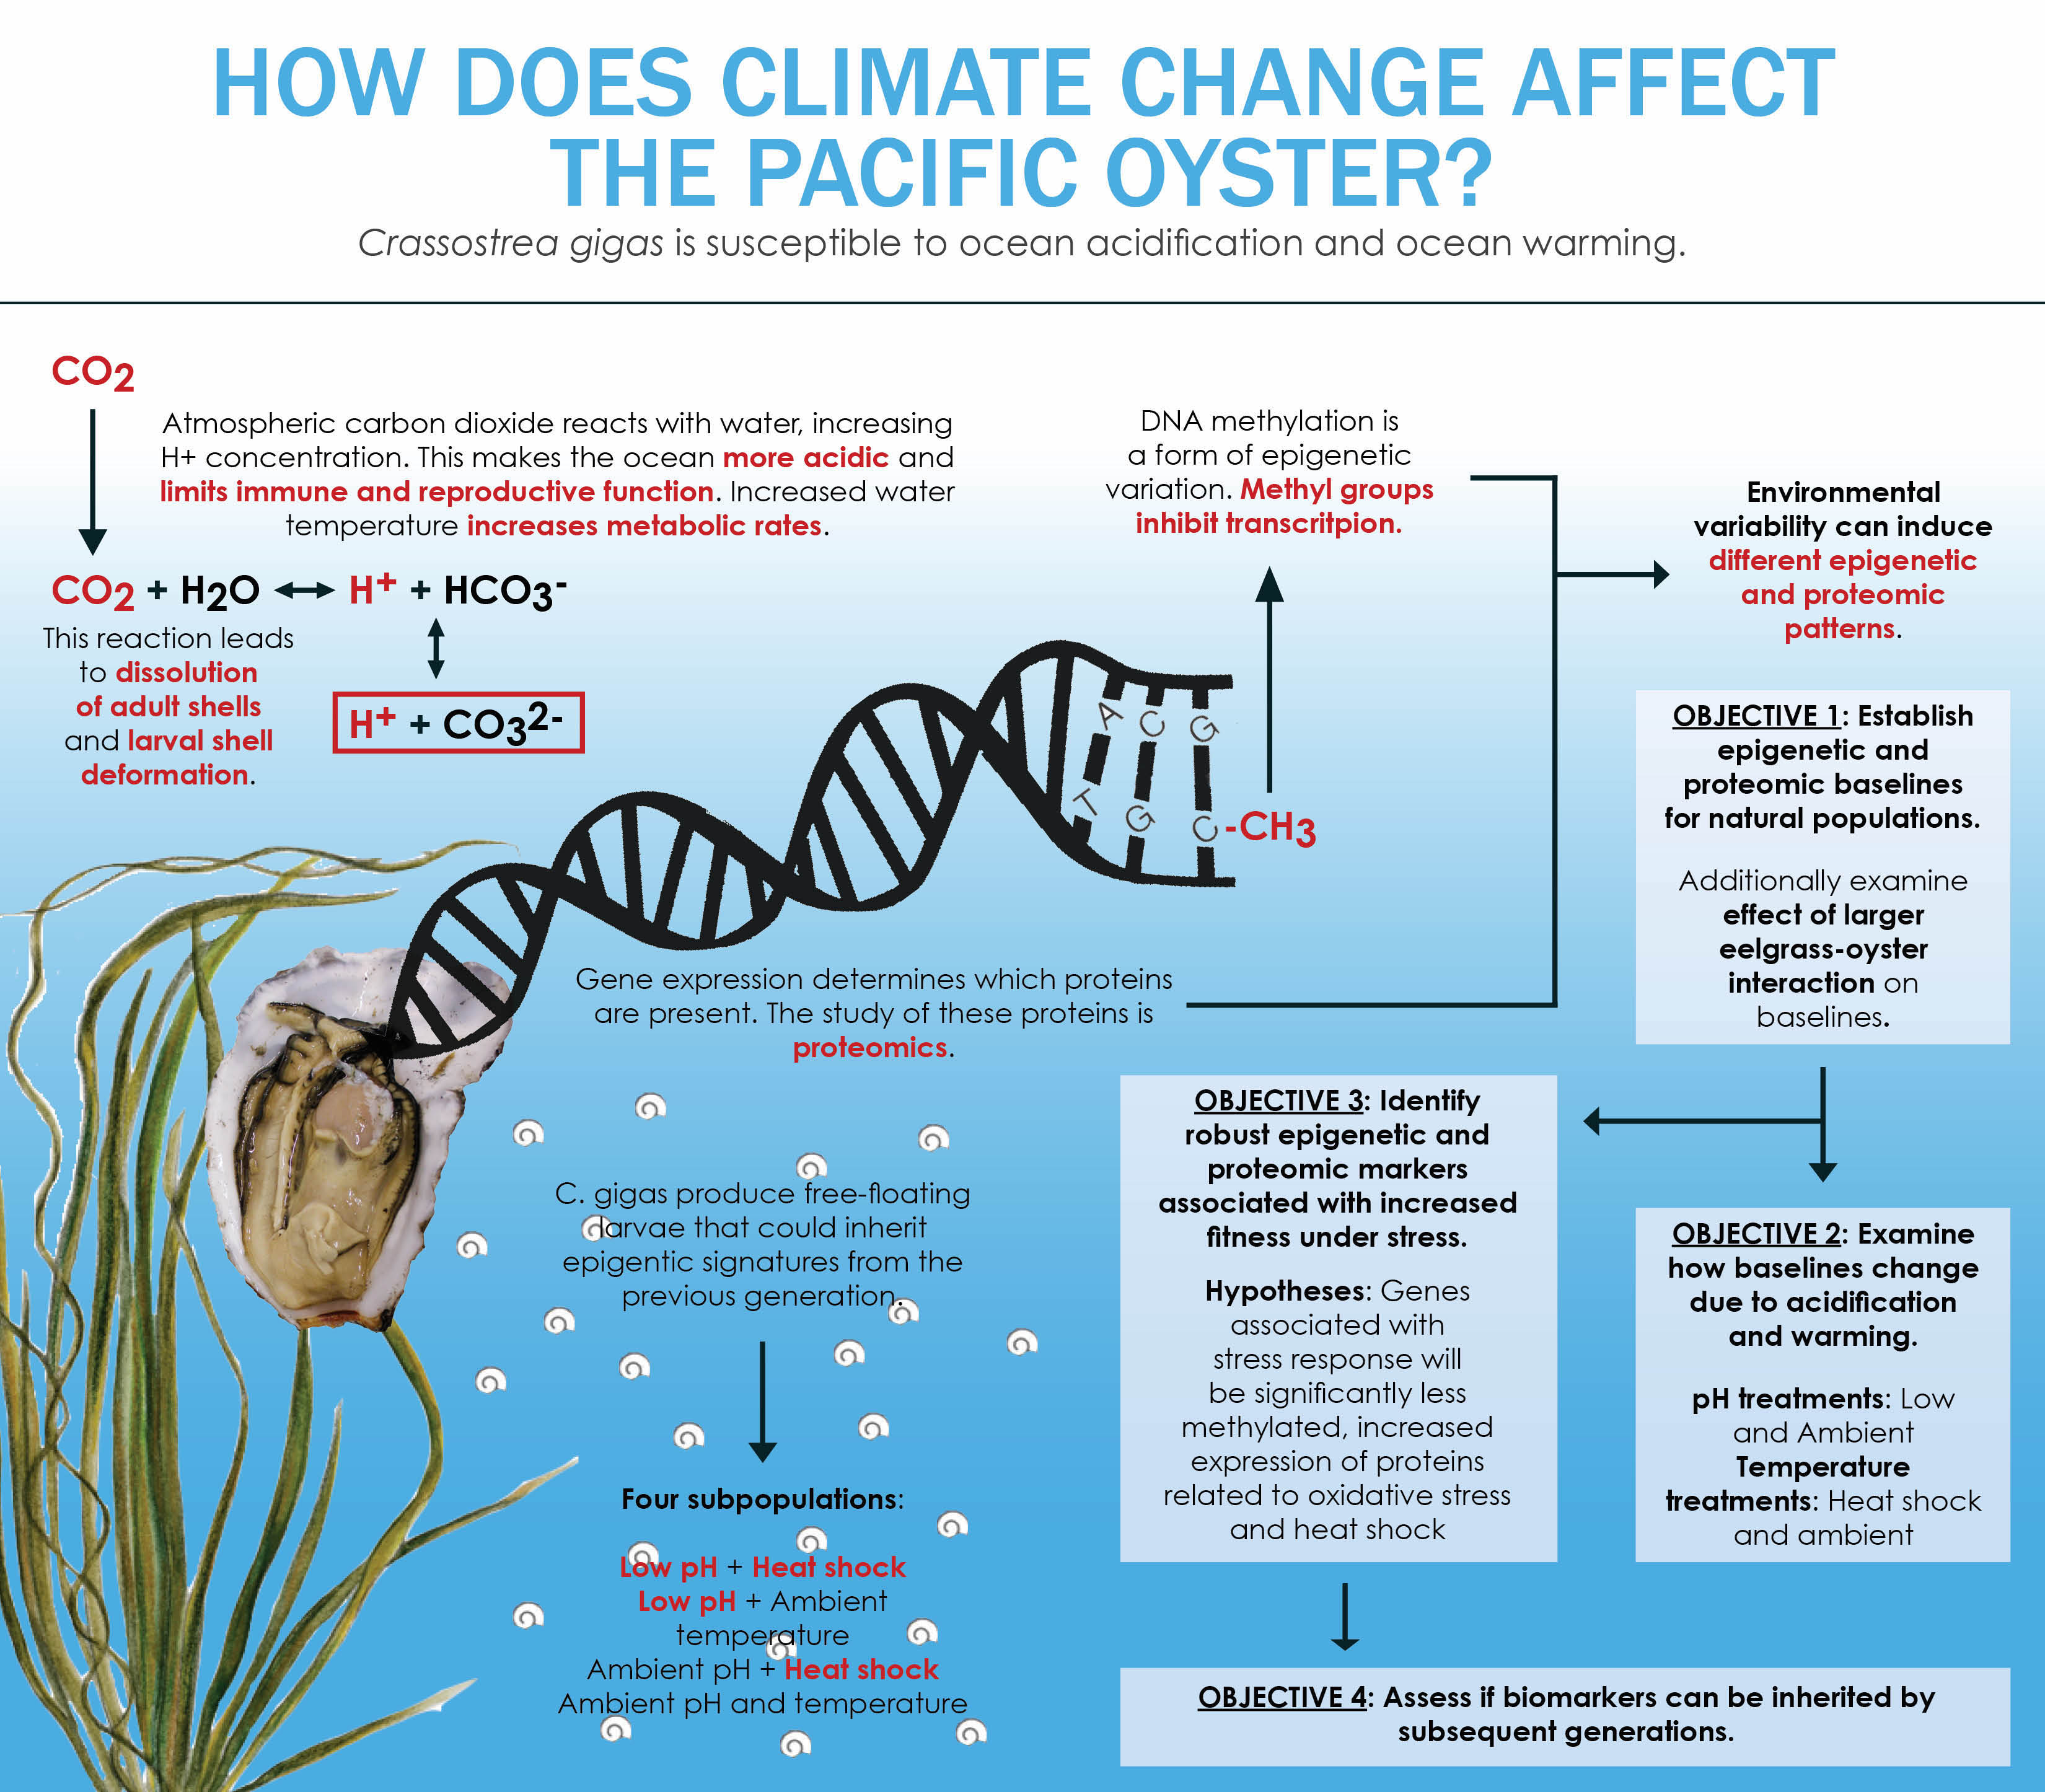 HOW DOES CLIMATE CHANGE AFFECT
THE PACIFIC OYSTER?
Crassostrea gigas is susceptible to ocean acidification and ocean warming.
CO2
Atmospheric carbon dioxide reacts with water, increasing
H+ concentration. This makes the ocean more acidic and
limits immune and reproductive function. Increased water
temperature increases metabolic rates.
CO2 + H2O ↔ H+ + HCO3-
This reaction leads
to dissolution
of adult shells
and larval shell
deformation.
H+ + CO32-
DNA methylation is
a form of epigenetic
variation. Methyl groups
inhibit transcritpion.
Environmental
variability can induce
different epigenetic
and proteomic
patterns.
A C G
T G C
-CH3
Gene expression determines which proteins
are present. The study of these proteins is
proteomics.
C. gigas produce free-floating
larvae that could inherit
epigentic signatures from the
previous generation.
Four subpopulations:
Low pH + Heat shock
Low pH + Ambient
temperature
Ambient pH + Heat shock
Ambient pH and temperature
OBJECTIVE 1: Establish
epigenetic and
proteomic baselines
for natural populations.
Additionally examine
effect of larger
eelgrass-oyster
interaction on
baselines.
OBJECTIVE 2: Examine
how baselines change
due to acidification
and warming.
pH treatments: Low
and Ambient
Temperature
treatments: Heat shock
and ambient
OBJECTIVE 3: Identify
robust epigenetic and
proteomic markers
associated with increased
fitness under stress.
Hypotheses: Genes
associated with
stress response will
be significantly less
methylated, increased
expression of proteins
related to oxidative stress
and heat shock
OBJECTIVE 4: Assess if biomarkers can be inherited by
subsequent generations.